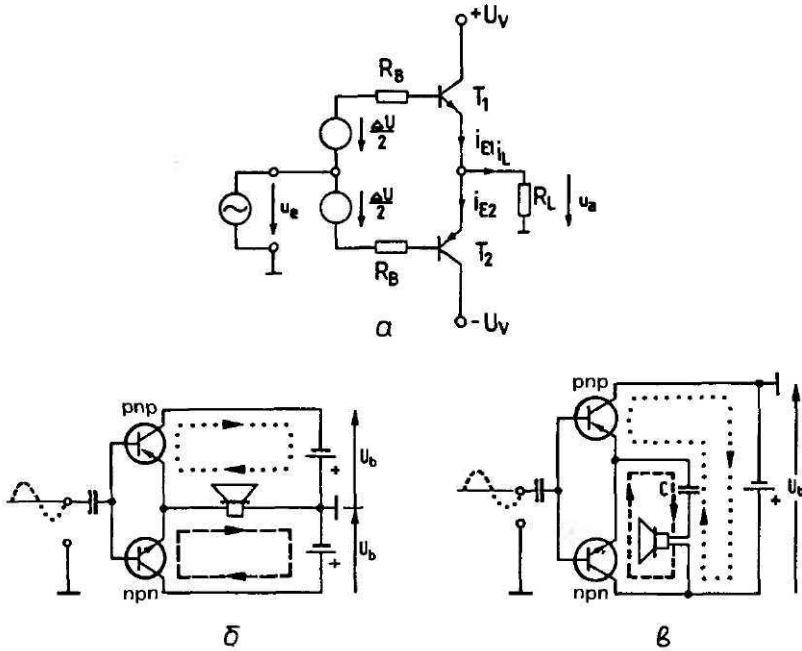 +U_V
R_B
T_1
ΔU/2
i_E1 i_L
u_e
ΔU/2
i_E2
R_L
u_a
R_B
T_2
-U_V
а
pnp
U_b
+
U_b
+
npn
б
pnp
C
U_b
+
npn
в